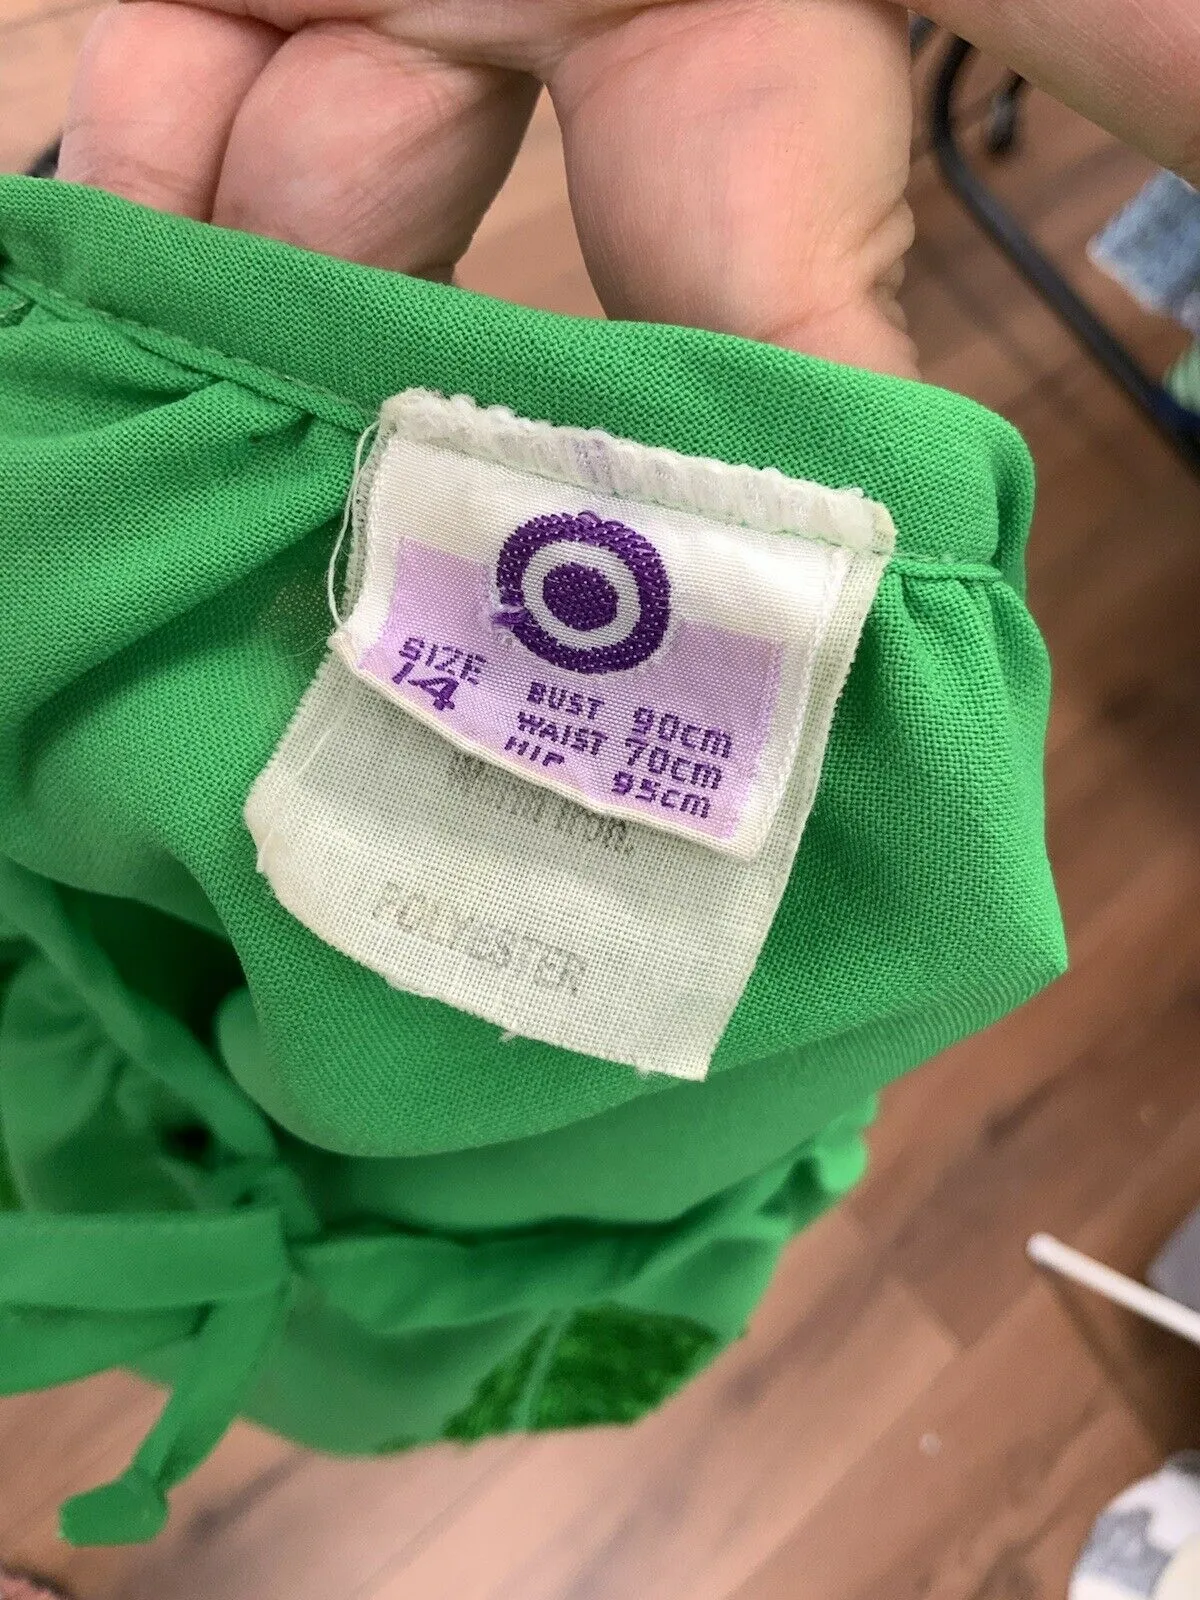 SIZE
14
BUST 90cm
WAIST 70cm
HIP 95cm
POLYESTER